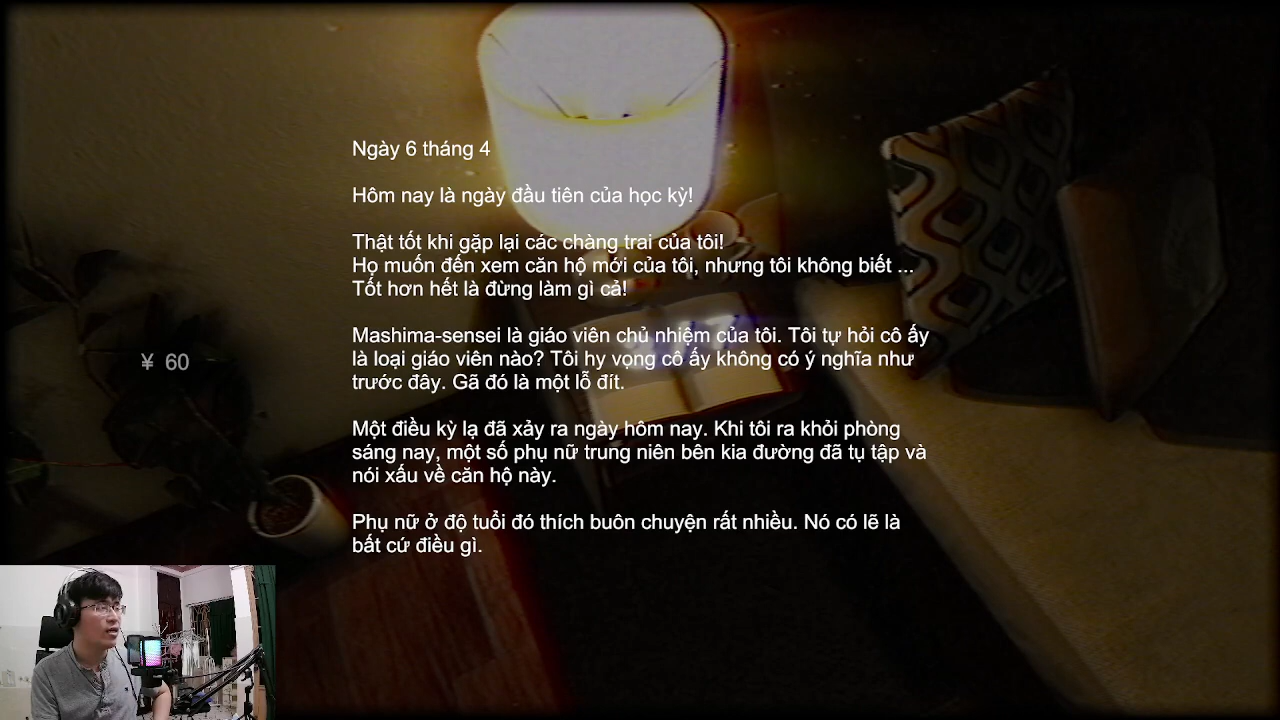 Ngày 6 tháng 4
Hôm nay là ngày đầu tiên của học kỳ!
Thật tốt khi gặp lại các chàng trai của tôi!
Họ muốn đến xem căn hộ mới của tôi, nhưng tôi không biết ...
Tốt hơn hết là đừng làm gì cả!
Mashima-sensei là giáo viên chủ nhiệm của tôi. Tôi tự hỏi cô ấy
là loại giáo viên nào? Tôi hy vọng cô ấy không có ý nghĩa như
trước đây. Gã đó là một lỗ đít.
¥ 60
Một điều kỳ lạ đã xảy ra ngày hôm nay. Khi tôi ra khỏi phòng
sáng nay, một số phụ nữ trung niên bên kia đường đã tụ tập và
nói xấu về căn hộ này.
Phụ nữ ở độ tuổi đó thích buôn chuyện rất nhiều. Nó có lẽ là
bất cứ điều gì.